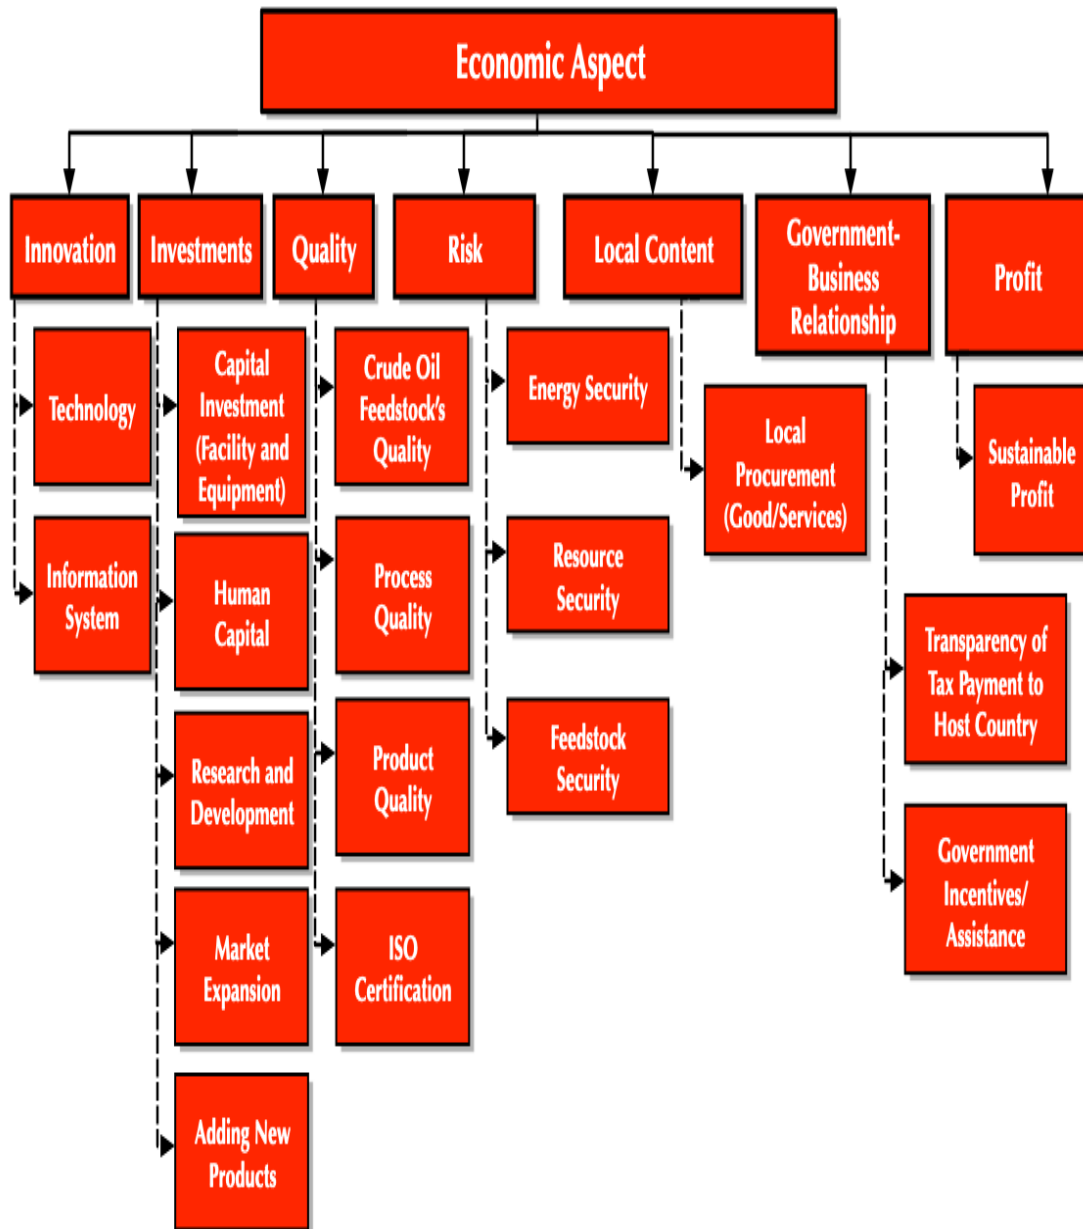 Economic Aspect
Innovation
Investments
Quality
Risk
Local Content
Government-
Business
Relationship
Profit
Technology
Information
System
Capital
Investment
(Facility and
Equipment)
Human
Capital
Research and
Development
Market
Expansion
Adding New
Products
Crude Oil
Feedstock's
Quality
Process
Quality
Product
Quality
ISO
Certification
Energy Security
Resource
Security
Feedstock
Security
Local
Procurement
(Good/Services)
Transparency of
Tax Payment to
Host Country
Government
Incentives/
Assistance
Sustainable
Profit